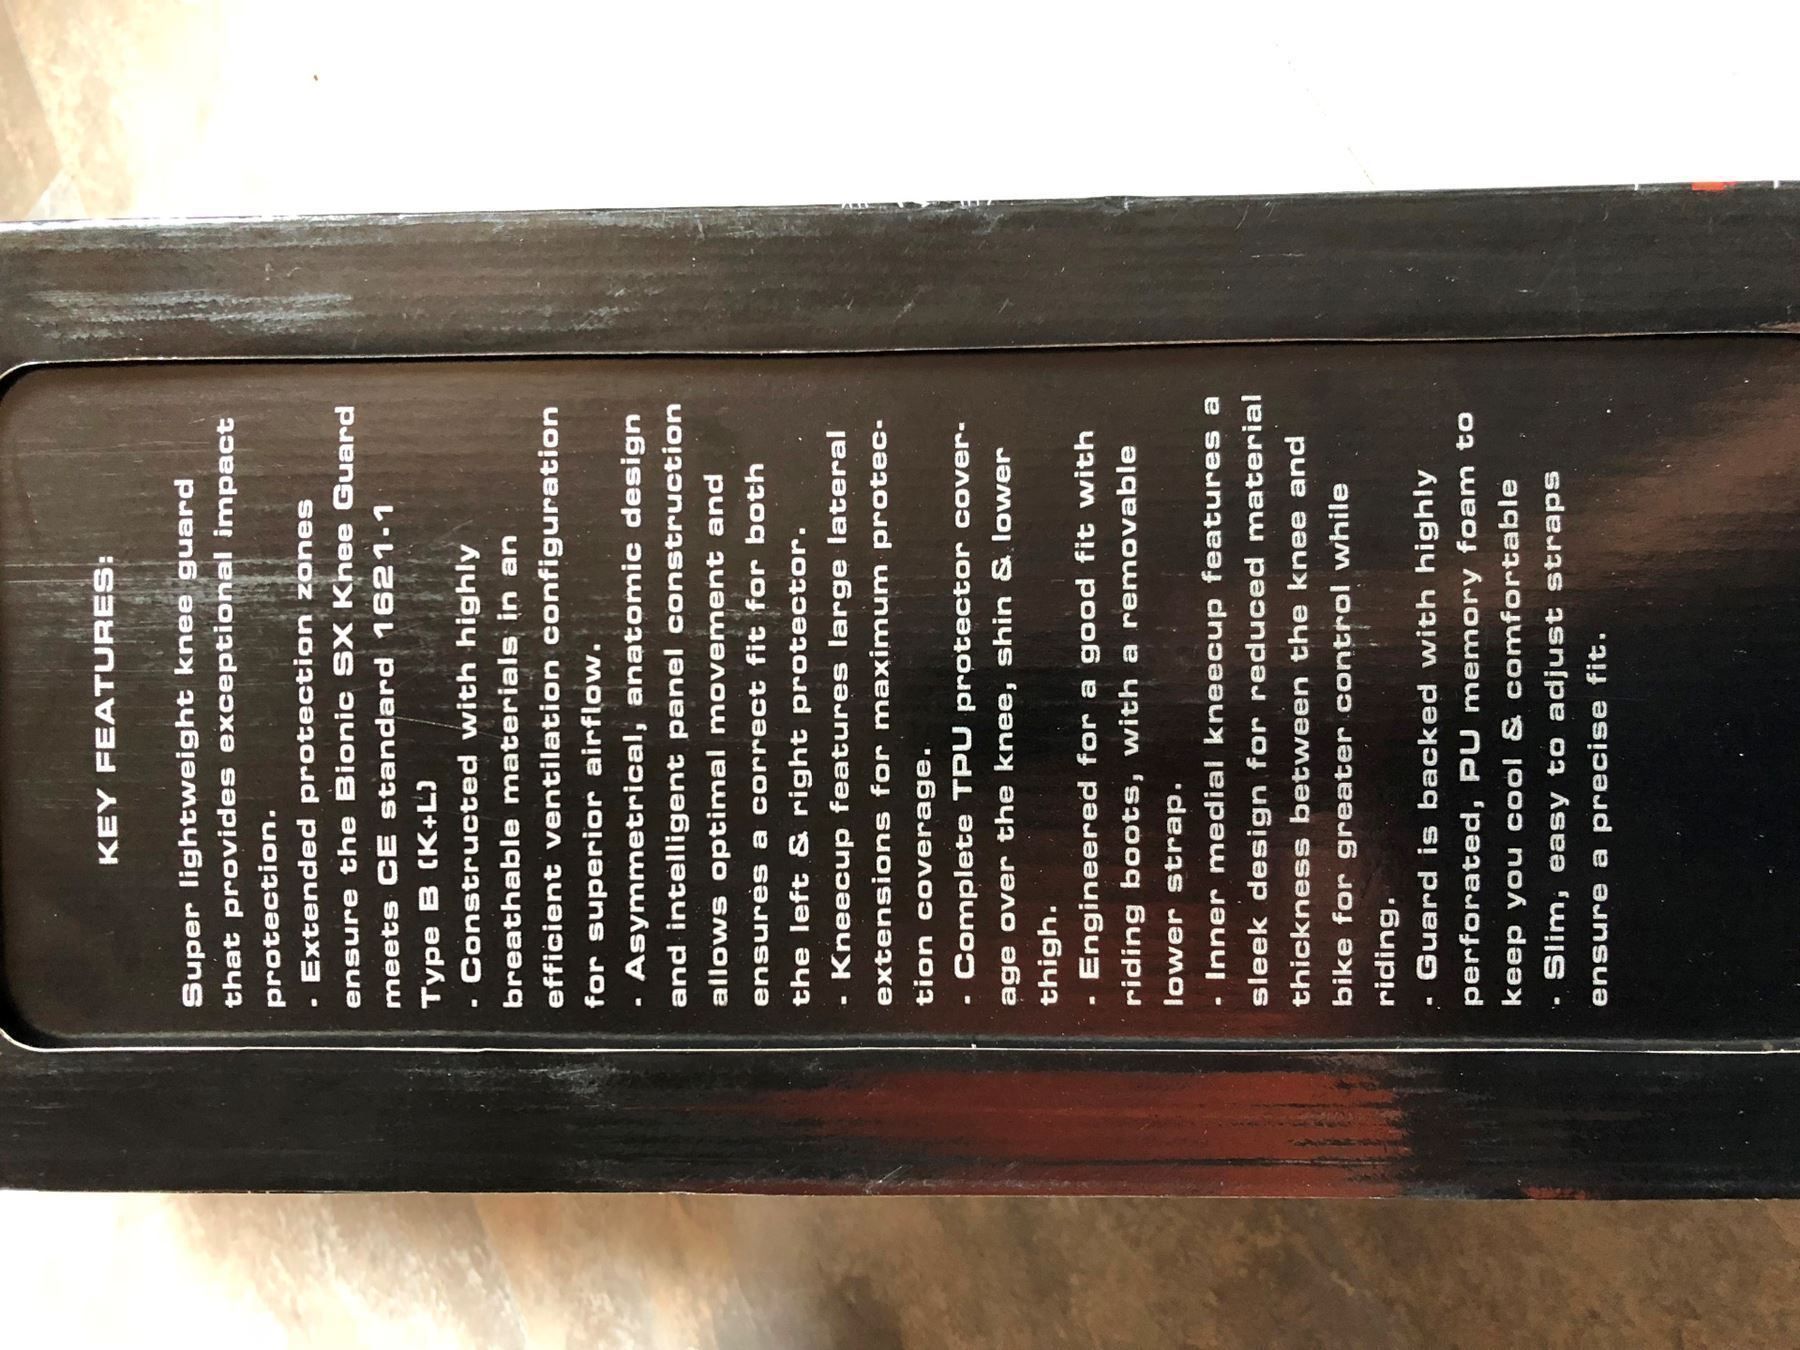 KEY FEATURES:
Super lightweight knee guard
that provides exceptional impact
protection.
· Extended protection zones
ensure the Bionic SX Knee Guard
meets CE standard 1621-1
Type B (K+L)
· Constructed with highly
breathable materials in an
efficient ventilation configuration
for superior airflow.
· Asymmetrical, anatomic design
and intelligent panel construction
allows optimal movement and
ensures a correct fit for both
the left & right protector.
· Kneecup features large lateral
extensions for maximum protec-
tion coverage.
· Complete TPU protector cover-
age over the knee, shin & lower
thigh.
· Engineered for a good fit with
riding boots, with a removable
lower strap.
· Inner medial kneecup features a
sleek design for reduced material
thickness between the knee and
bike for greater control while
riding.
· Guard is backed with highly
perforated, PU memory foam to
keep you cool & comfortable
· Slim, easy to adjust straps
ensure a precise fit.